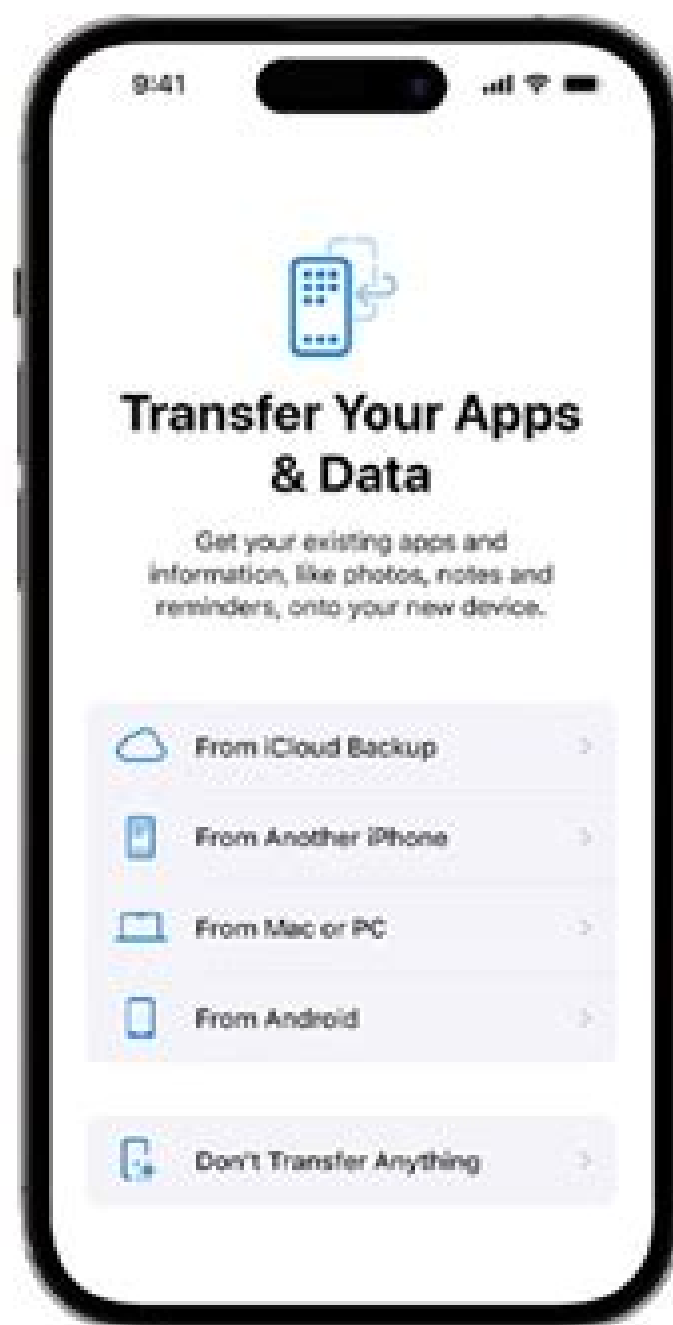 9:41
Transfer Your Apps
& Data
Get your existing apps and
information, like photos, notes and
reminders, onto your new device.
From iCloud Backup
From Another iPhone
From Mac or PC
From Android
Don't Transfer Anything